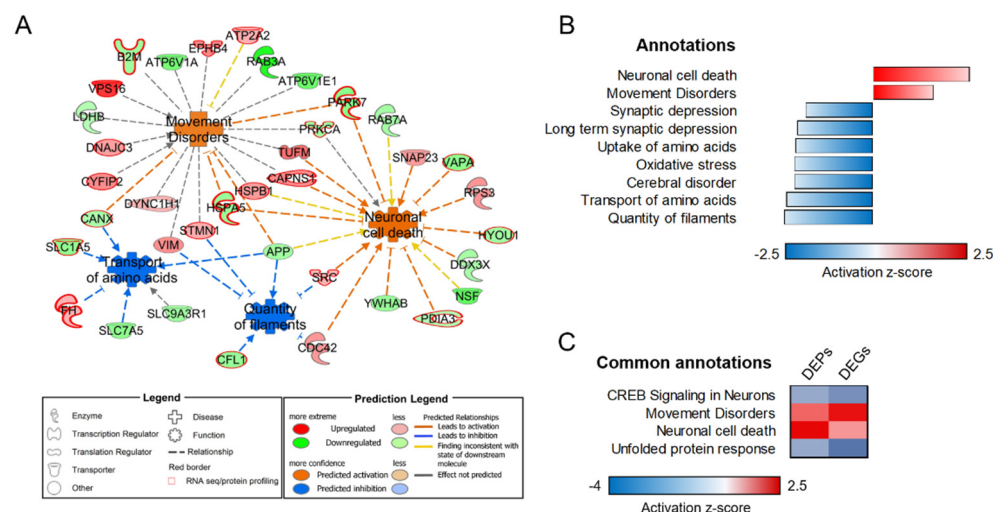 A
B2M
ATP6V1A
EPHB4
ATP2A2
RAB3A
ATP6V1E1
VPS16
LDHB
Movement
Disorders
PARK7
PRKCA
RAB7A
DNAJC3
TUFM
SNAP23
VAPA
CYFIP2
CAPNS1
HSPB1
RPS3
DYNC1H1
HSPA5
Neuronal
cell death
CANX
STMN1
HYOU1
SLC1A5
VIM
APP
Transport
of amino acids
DDX3X
SRC
NSF
FH
SLC9A3R1
Quantity
of filaments
YWHAB
PDIA3
SLC7A5
CDC42
CFL1
Legend
Enzyme
Transcription Regulator
Translation Regulator
Transporter
Other
Disease
Function
Relationship
Red border
RNA seq/protein profiling
Prediction Legend
more extreme
less
Upregulated
Downregulated
more confidence
less
Predicted activation
Predicted inhibition
Predicted Relationships
Leads to activation
Leads to inhibition
Finding inconsistent with
state of downstream
molecule
Effect not predicted
B
Annotations
Neuronal cell death
Movement Disorders
Synaptic depression
Long term synaptic depression
Uptake of amino acids
Oxidative stress
Cerebral disorder
Transport of amino acids
Quantity of filaments
-2.5
2.5
Activation z-score
C
Common annotations
DEPs
DEGs
CREB Signaling in Neurons
Movement Disorders
Neuronal cell death
Unfolded protein response
-4
2.5
Activation z-score